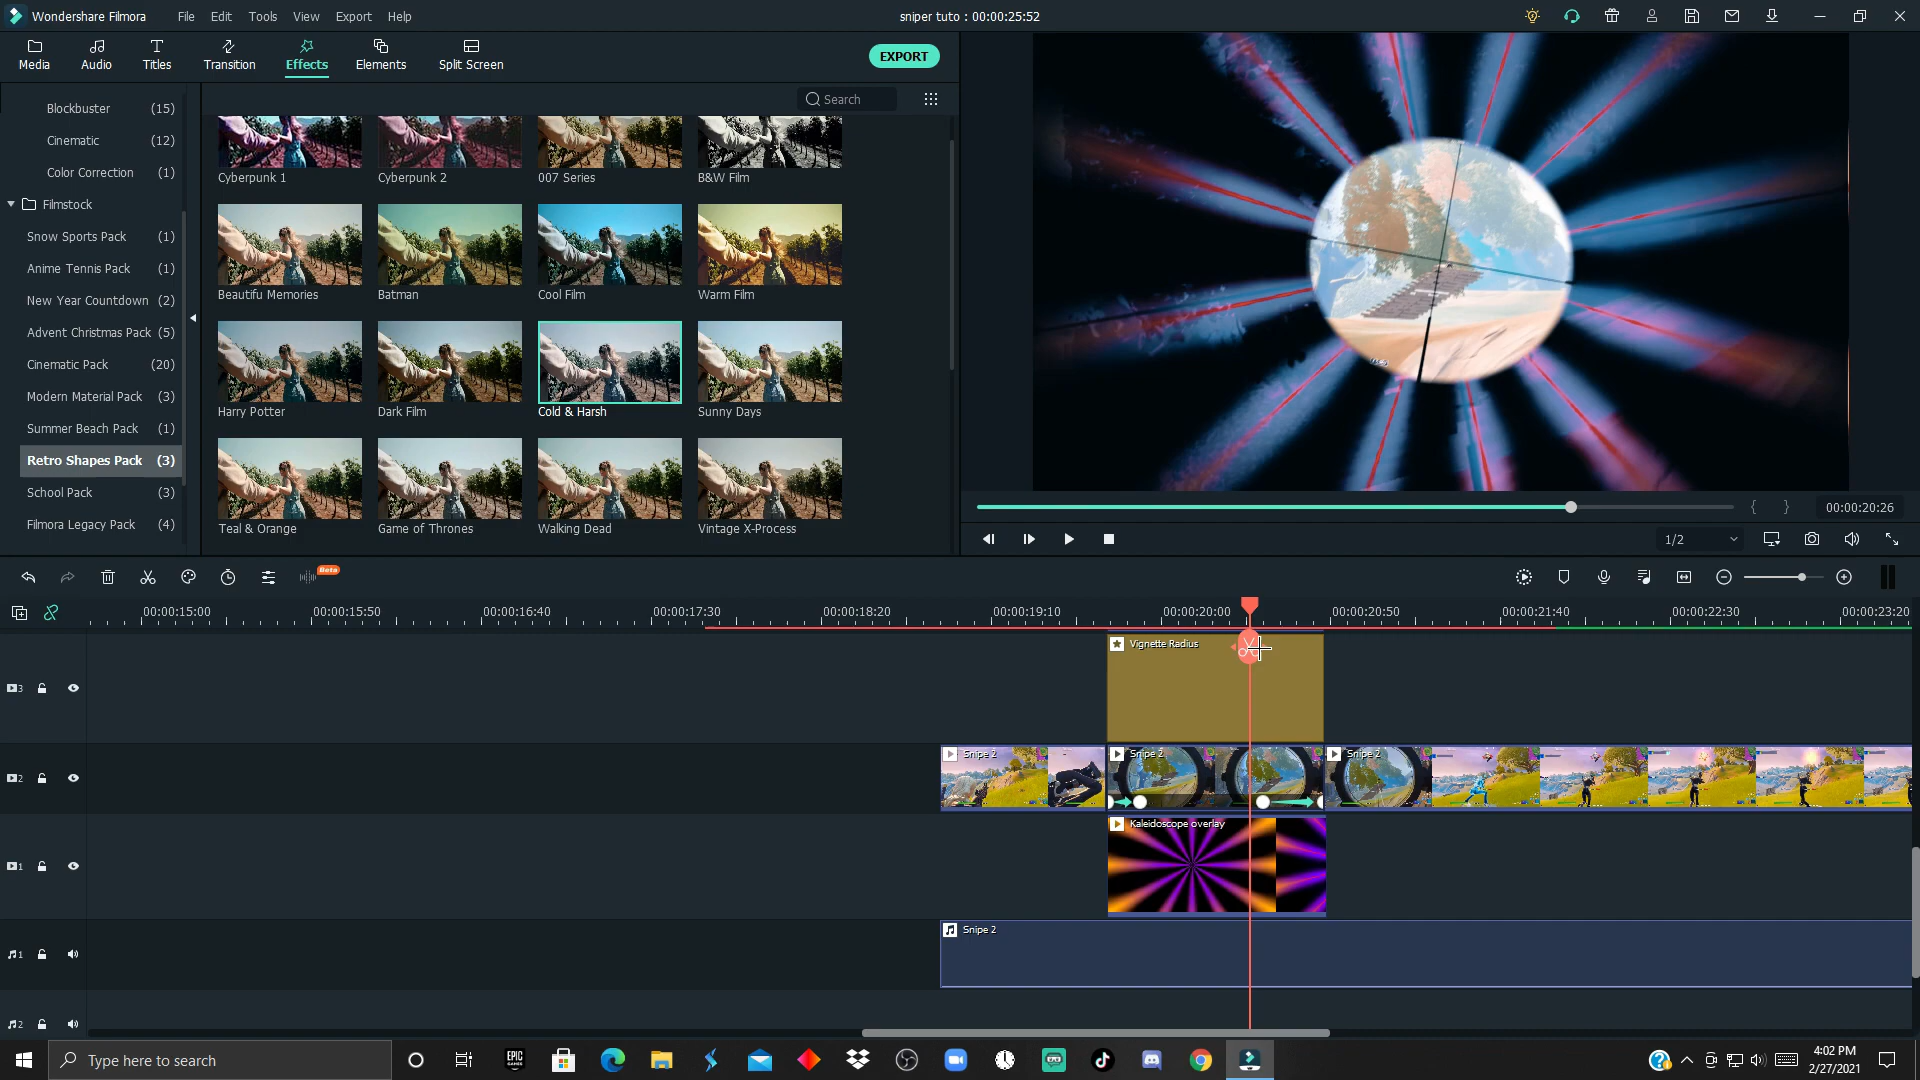 Wondershare Filmora File Edit Tools View Export Help sniper tuto : 00:00:25:52
Media Audio Titles Transition Effects Elements Split Screen EXPORT
Search
Blockbuster (15)
Cinematic (12)
Color Correction (1)
Filmstock
Snow Sports Pack (1)
Anime Tennis Pack (1)
New Year Countdown (2)
Advent Christmas Pack (5)
Cinematic Pack (20)
Modern Material Pack (3)
Summer Beach Pack (1)
Retro Shapes Pack (3)
School Pack (3)
Filmora Legacy Pack (4)
Cyberpunk 1 Cyberpunk 2 007 Series B&W Film
Beautifu Memories Batman Cool Film Warm Film
Harry Potter Dark Film Cold & Harsh Sunny Days
Teal & Orange Game of Thrones Walking Dead Vintage X-Process
{ } 00:00:20:26
1/2
Beta
00:00:15:00 00:00:15:50 00:00:16:40 00:00:17:30 00:00:18:20 00:00:19:10 00:00:20:00 00:00:20:50 00:00:21:40 00:00:22:30 00:00:23:20
3 Vignette Radius
2 Snipe 2 Snipe 2 Snipe 2
1 Kaleidoscope overlay
1 Snipe 2
2
Type here to search
EPIC GAMES
4:02 PM
2/27/2021